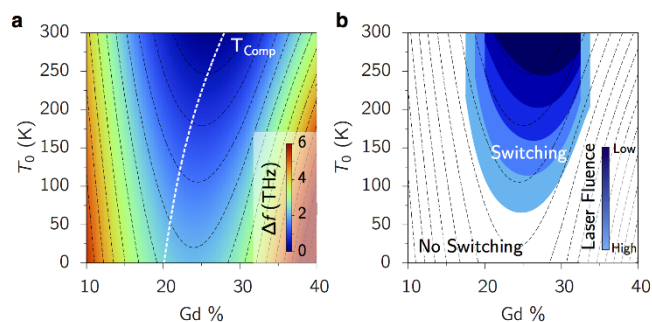 a
b
300
250
200
150
100
50
0
T₀ (K)
10
20
30
40
Gd %
T_Comp
6
4
2
0
Δf (THz)
300
250
200
150
100
50
0
T₀ (K)
10
20
30
40
Gd %
Switching
No Switching
Laser Fluence
Low
High